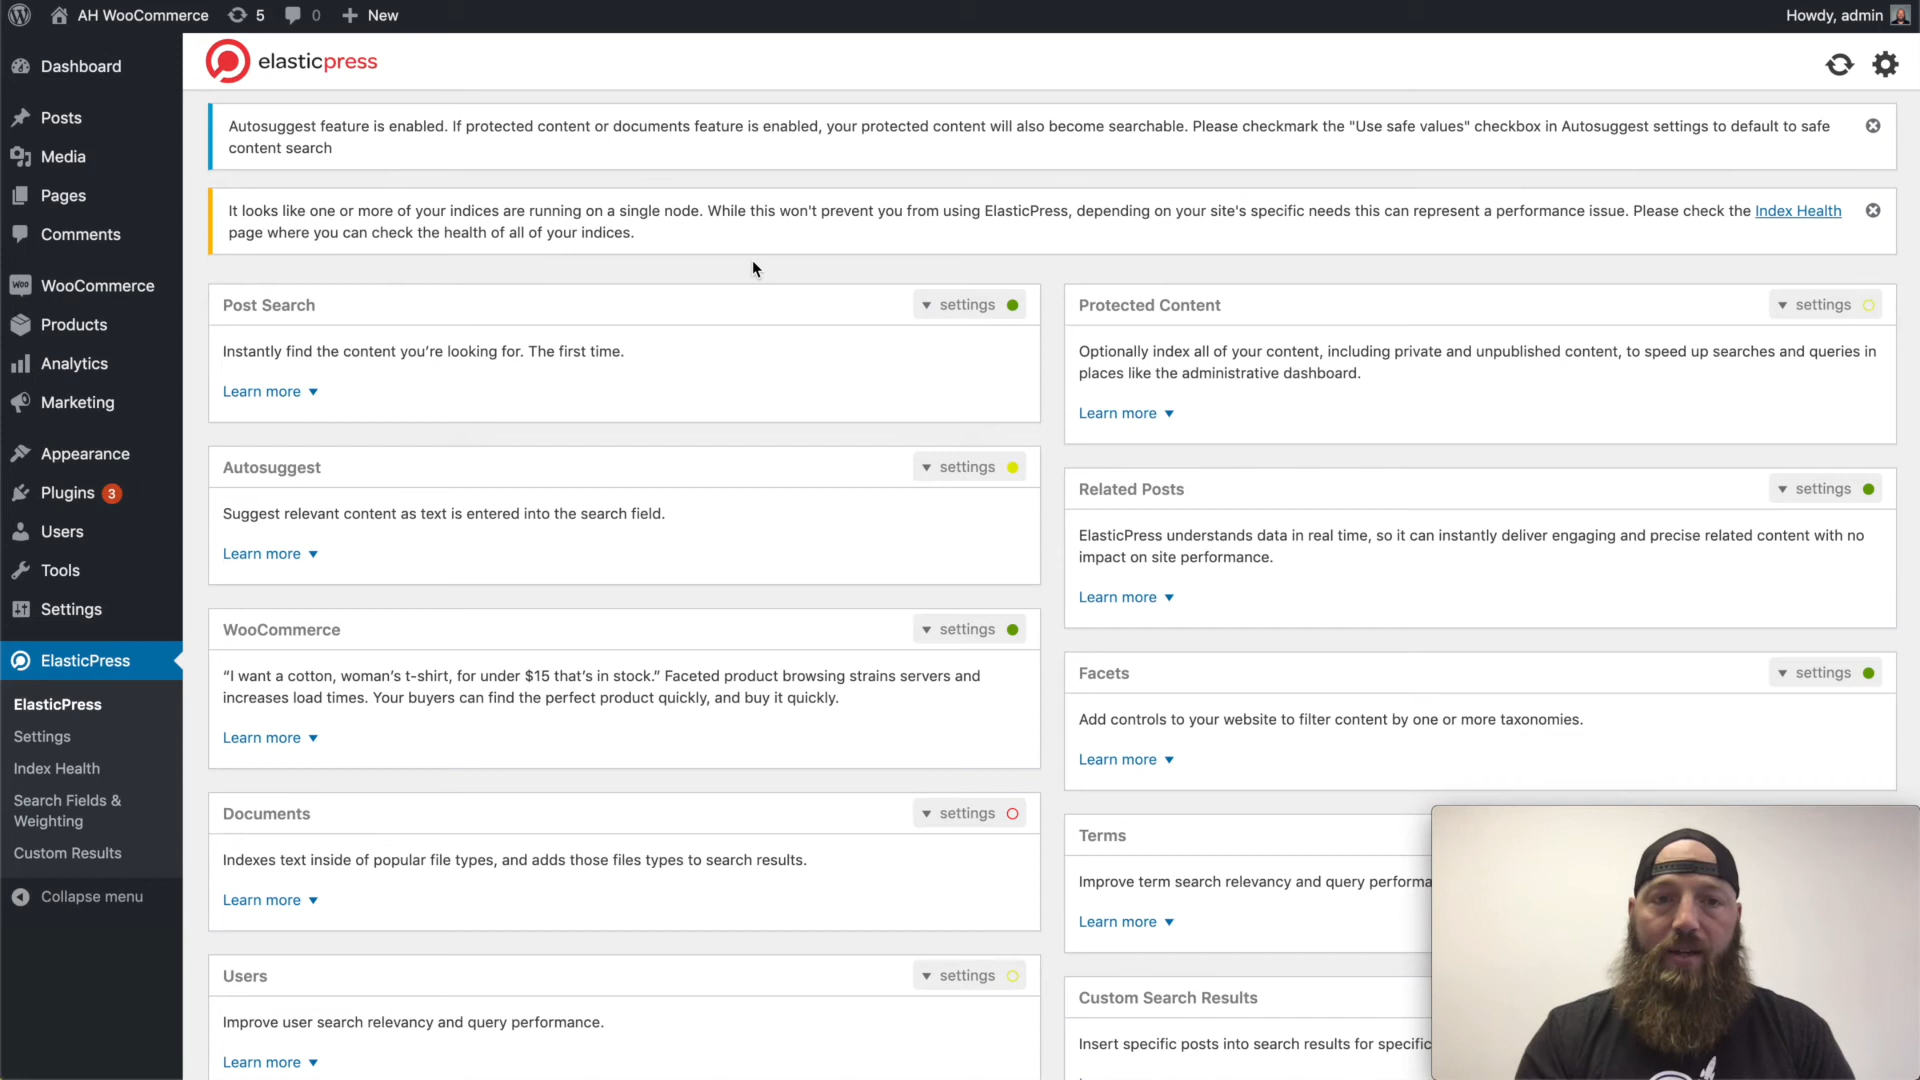 AH WooCommerce 5 0 New Howdy, admin
Dashboard
Posts
Media
Pages
Comments
WOO WooCommerce
Products
Analytics
Marketing
Appearance
Plugins 3
Users
Tools
Settings
ElasticPress
ElasticPress
Settings
Index Health
Search Fields &
Weighting
Custom Results
Collapse menu
elasticpress
Autosuggest feature is enabled. If protected content or documents feature is enabled, your protected content will also become searchable. Please checkmark the "Use safe values" checkbox in Autosuggest settings to default to safe
content search
It looks like one or more of your indices are running on a single node. While this won't prevent you from using ElasticPress, depending on your site's specific needs this can represent a performance issue. Please check the Index Health
page where you can check the health of all of your indices.
Post Search settings
Instantly find the content you’re looking for. The first time.
Learn more
Autosuggest settings
Suggest relevant content as text is entered into the search field.
Learn more
WooCommerce settings
“I want a cotton, woman’s t-shirt, for under $15 that’s in stock.” Faceted product browsing strains servers and
increases load times. Your buyers can find the perfect product quickly, and buy it quickly.
Learn more
Documents settings
Indexes text inside of popular file types, and adds those files types to search results.
Learn more
Users settings
Improve user search relevancy and query performance.
Learn more
Protected Content settings
Optionally index all of your content, including private and unpublished content, to speed up searches and queries in
places like the administrative dashboard.
Learn more
Related Posts settings
ElasticPress understands data in real time, so it can instantly deliver engaging and precise related content with no
impact on site performance.
Learn more
Facets settings
Add controls to your website to filter content by one or more taxonomies.
Learn more
Terms
Improve term search relevancy and query performa
Learn more
Custom Search Results
Insert specific posts into search results for specific